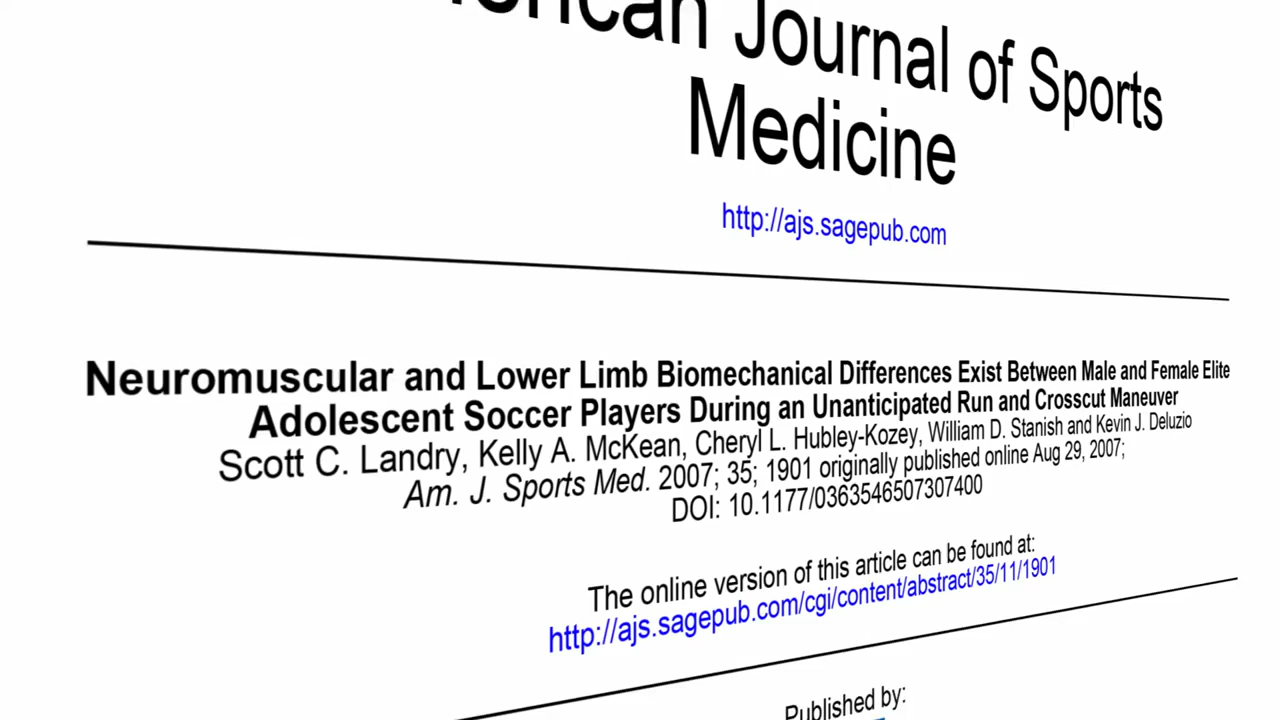 Journal of Sports
Medicine
http://ajs.sagepub.com
Neuromuscular and Lower Limb Biomechanical Differences Exist Between Male and Female Elite
Adolescent Soccer Players During an Unanticipated Run and Crosscut Maneuver
Scott C. Landry, Kelly A. McKean, Cheryl L. Hubley-Kozey, William D. Stanish and Kevin J. Deluzio
Am. J. Sports Med. 2007; 35; 1901 originally published online Aug 29, 2007;
DOI: 10.1177/0363546507307400
The online version of this article can be found at:
http://ajs.sagepub.com/cgi/content/abstract/35/11/1901
Published by: